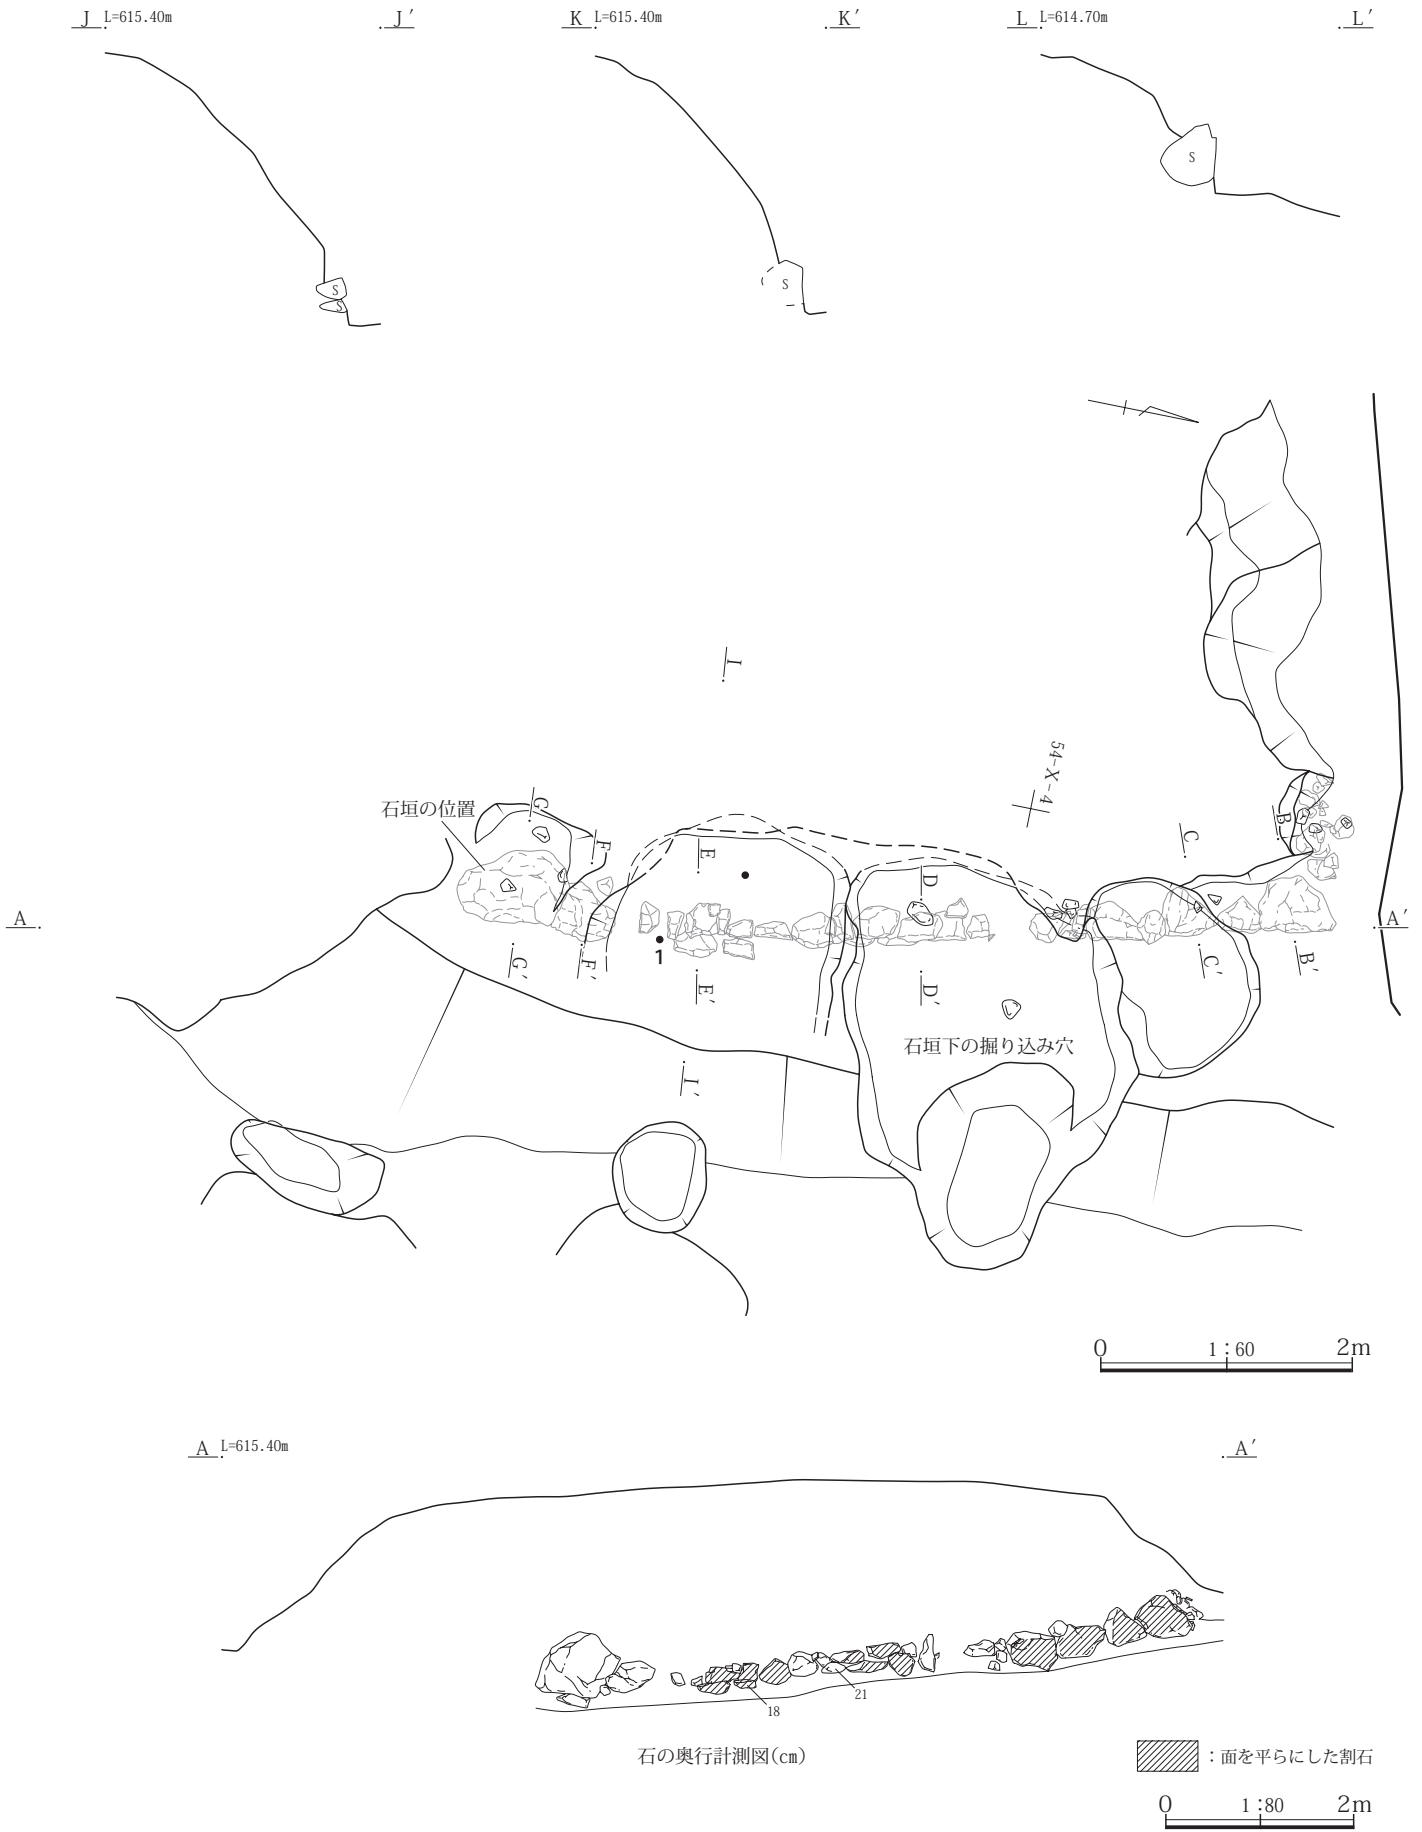 J L=615.40m J′ K L=615.40m K′ L L=614.70m L′
S
S
S
S
I
54-X-4
石垣の位置
G
F
E
D
C
B
A
A′
1
G′
F′
E′
D′
C′
B′
石垣下の掘り込み穴
I′
0 1:60 2m
A L=615.40m A′
21
18
石の奥行計測図(cm)
:面を平らにした割石
0 1:80 2m